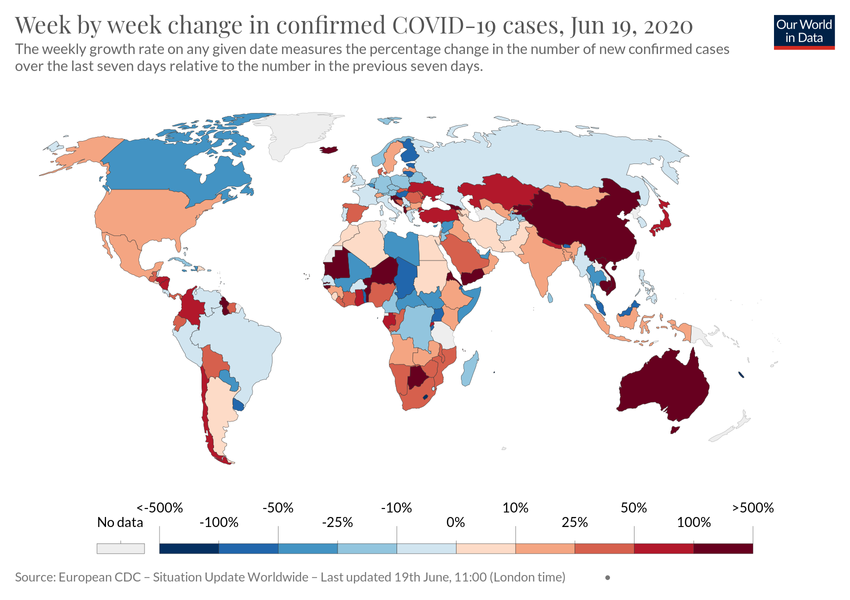 Week by week change in confirmed COVID-19 cases, Jun 19, 2020
Our World
in Data
The weekly growth rate on any given date measures the percentage change in the number of new confirmed cases
over the last seven days relative to the number in the previous seven days.
<-500% -50% -10% 10% 50% >500%
No data -100% -25% 0% 25% 100%
Source: European CDC – Situation Update Worldwide – Last updated 19th June, 11:00 (London time) •